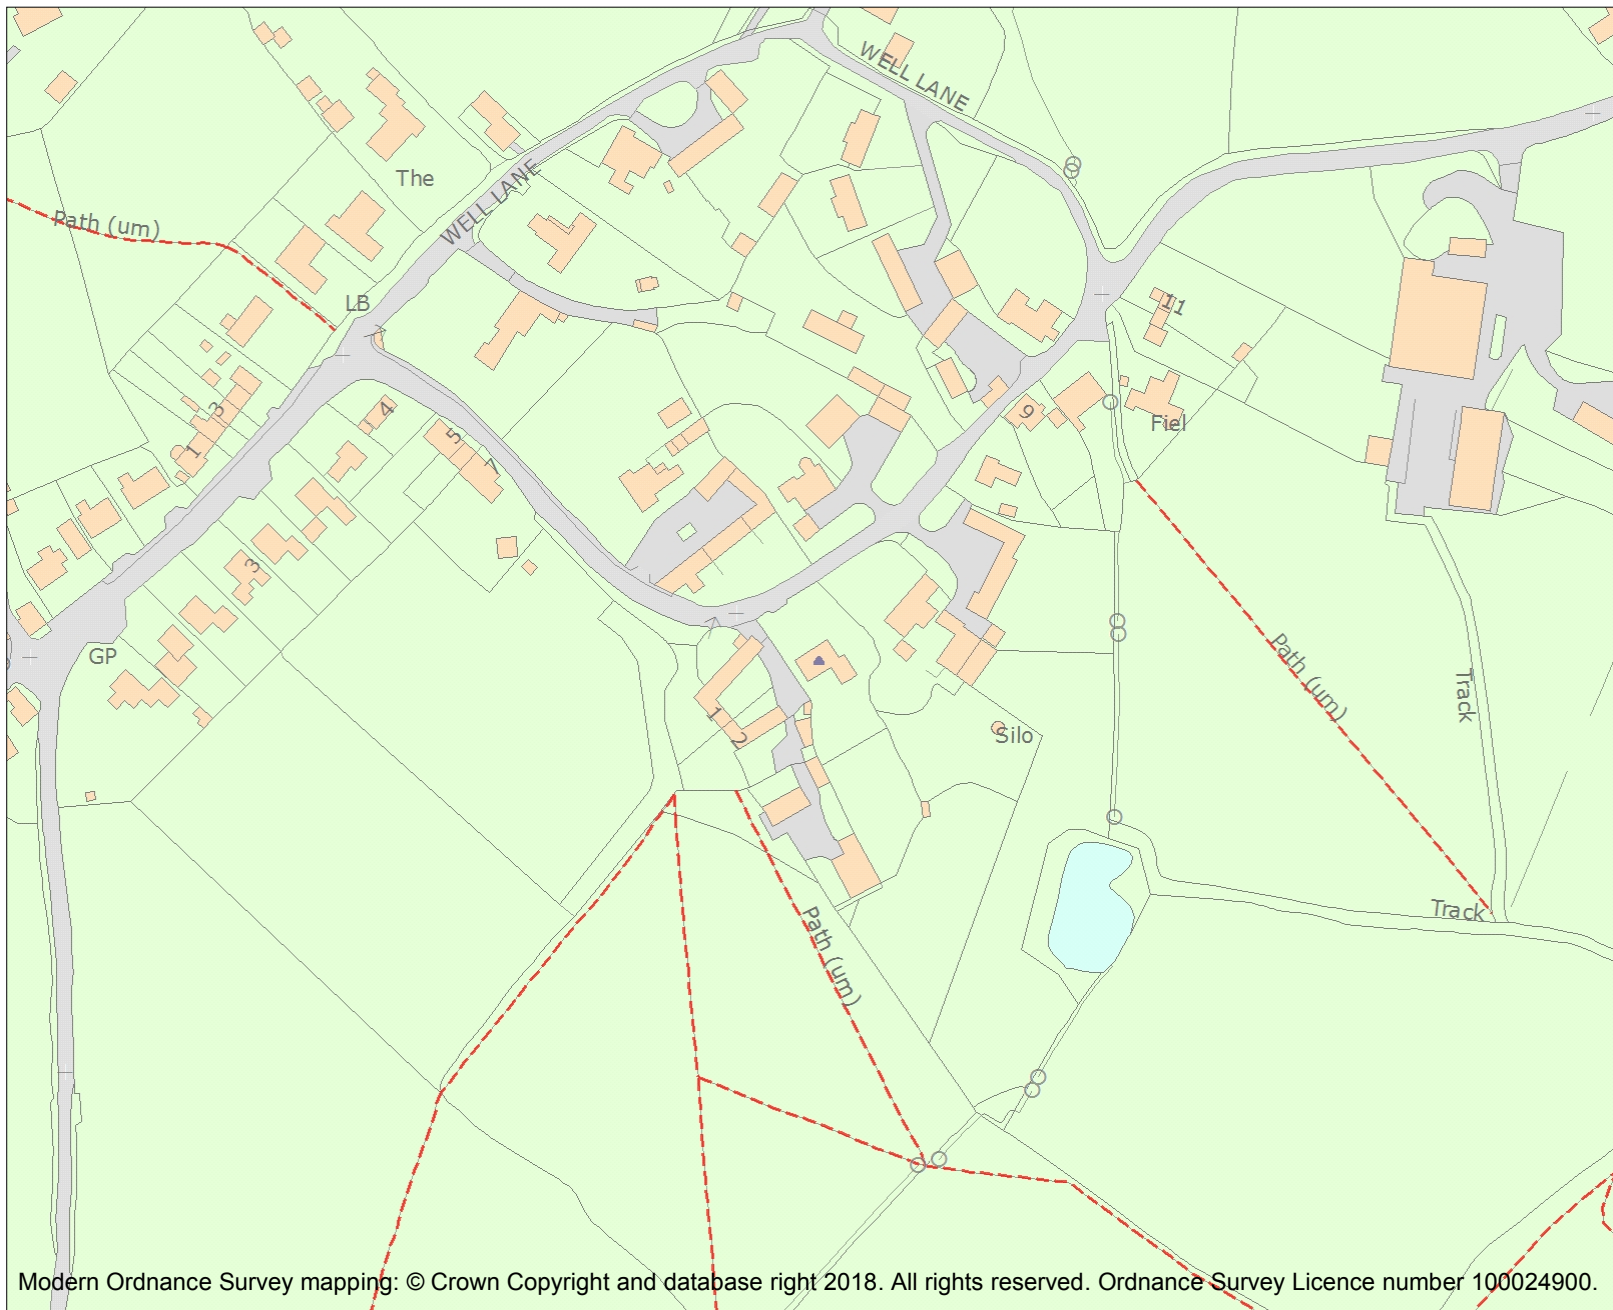 WELL LANE
The
WELL LANE
Path (um)
LB
11
3
4
9
Fiel
5
1
7
3
GP
Path (um)
Track
1
2
Silo
Track
Path (um)
Modern Ordnance Survey mapping: © Crown Copyright and database right 2018. All rights reserved. Ordnance Survey Licence number 100024900.